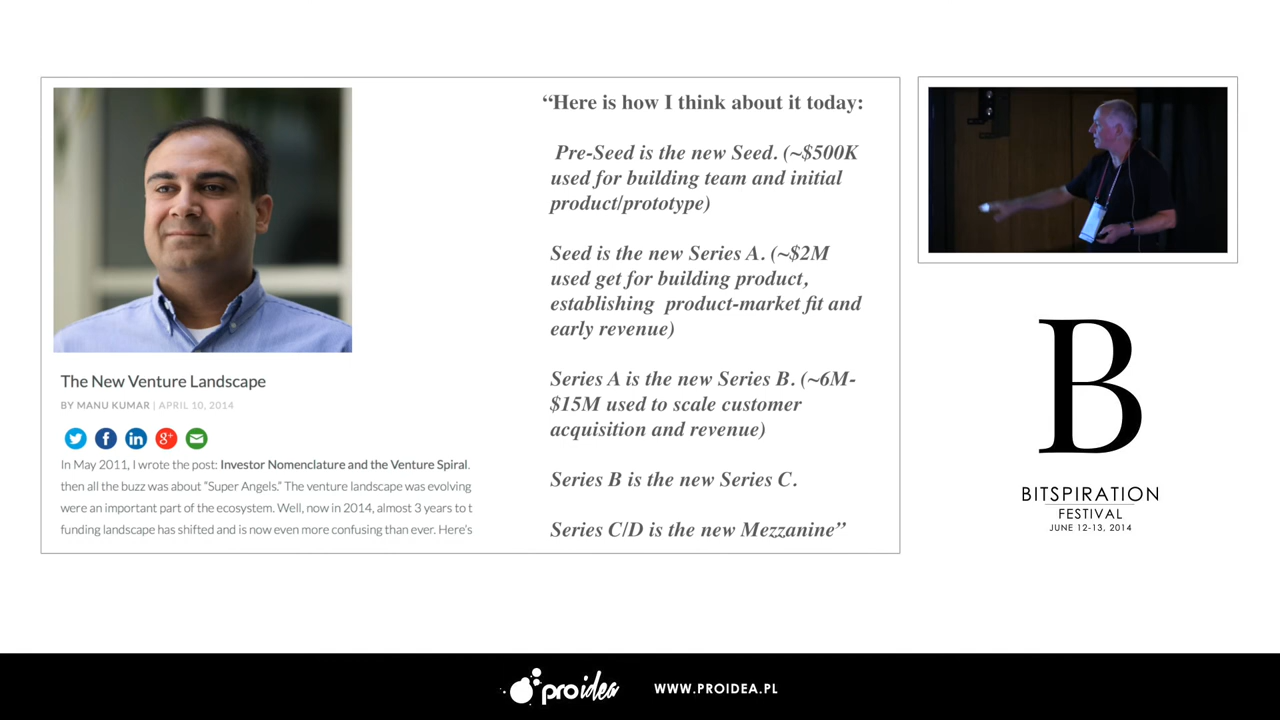 The New Venture Landscape
BY MANU KUMAR | APRIL 10, 2014
In May 2011, I wrote the post: Investor Nomenclature and the Venture Spiral.
then all the buzz was about "Super Angels." The venture landscape was evolving
were an important part of the ecosystem. Well, now in 2014, almost 3 years to t
funding landscape has shifted and is now even more confusing than ever. Here's
“Here is how I think about it today:
Pre-Seed is the new Seed. (~$500K
used for building team and initial
product/prototype)
Seed is the new Series A. (~$2M
used get for building product,
establishing product-market fit and
early revenue)
Series A is the new Series B. (~6M-
$15M used to scale customer
acquisition and revenue)
Series B is the new Series C.
Series C/D is the new Mezzanine”
B
BITSPIRATION
FESTIVAL
JUNE 12-13, 2014
proidea
WWW.PROIDEA.PL